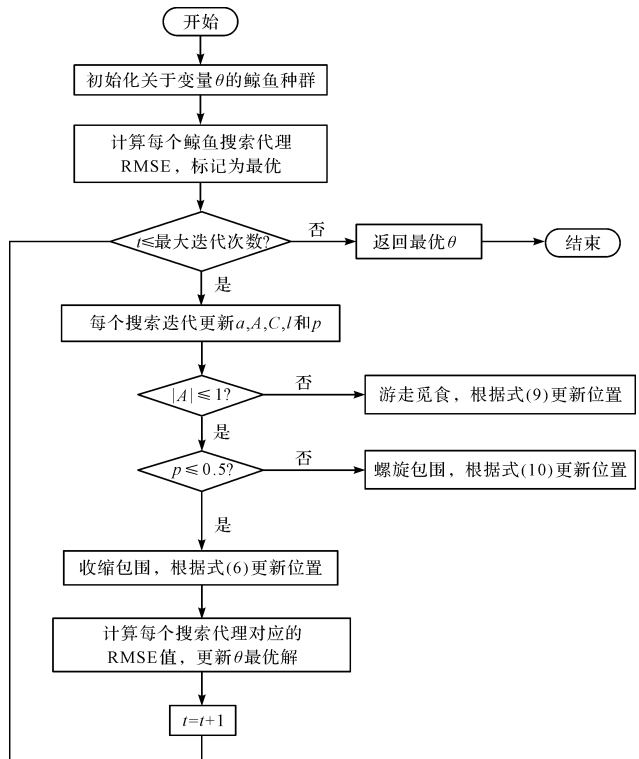 开始
初始化关于变量θ的鲸鱼种群
计算每个鲸鱼搜索代理
RMSE，标记为最优
t≤最大迭代次数?
否
返回最优θ
结束
是
每个搜索迭代更新a,A,C,l和p
|A|≤1?
否
游走觅食，根据式(9)更新位置
是
p≤0.5?
否
螺旋包围，根据式(10)更新位置
是
收缩包围，根据式(6)更新位置
计算每个搜索代理对应的
RMSE值，更新θ最优解
t=t+1